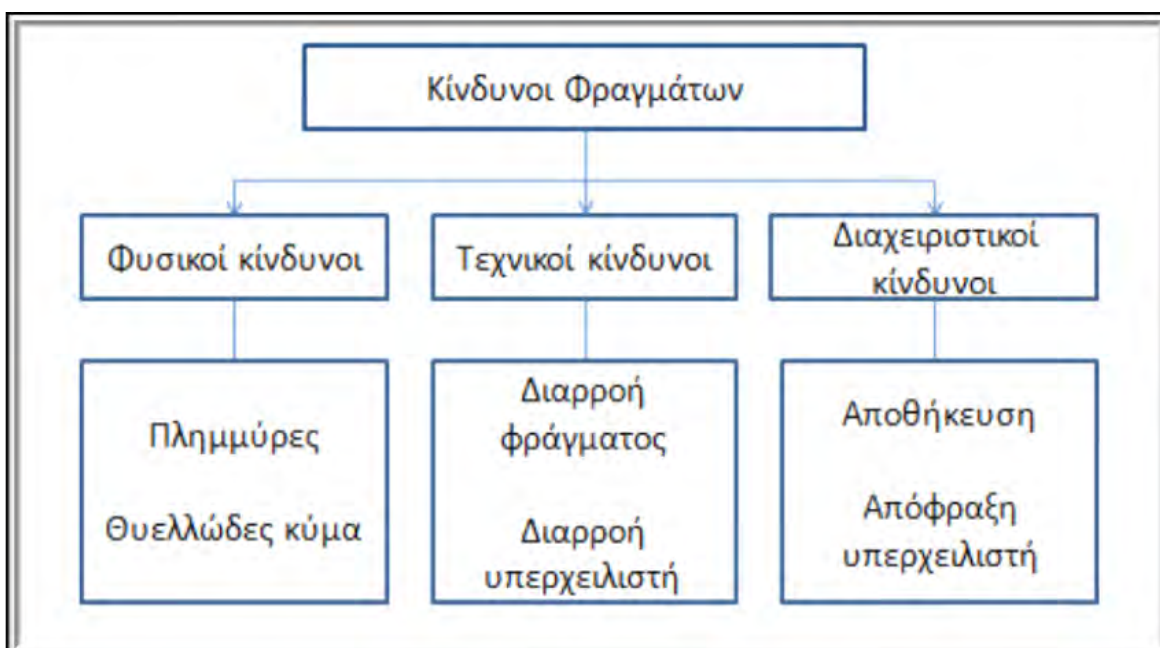 Κίνδυνοι Φραγμάτων
Φυσικοί κίνδυνοι
Τεχνικοί κίνδυνοι
Διαχειριστικοί
κίνδυνοι
Πλημμύρες
Θυελλώδες κύμα
Διαρροή
φράγματος
Διαρροή
υπερχειλιστή
Αποθήκευση
Απόφραξη
υπερχειλιστή